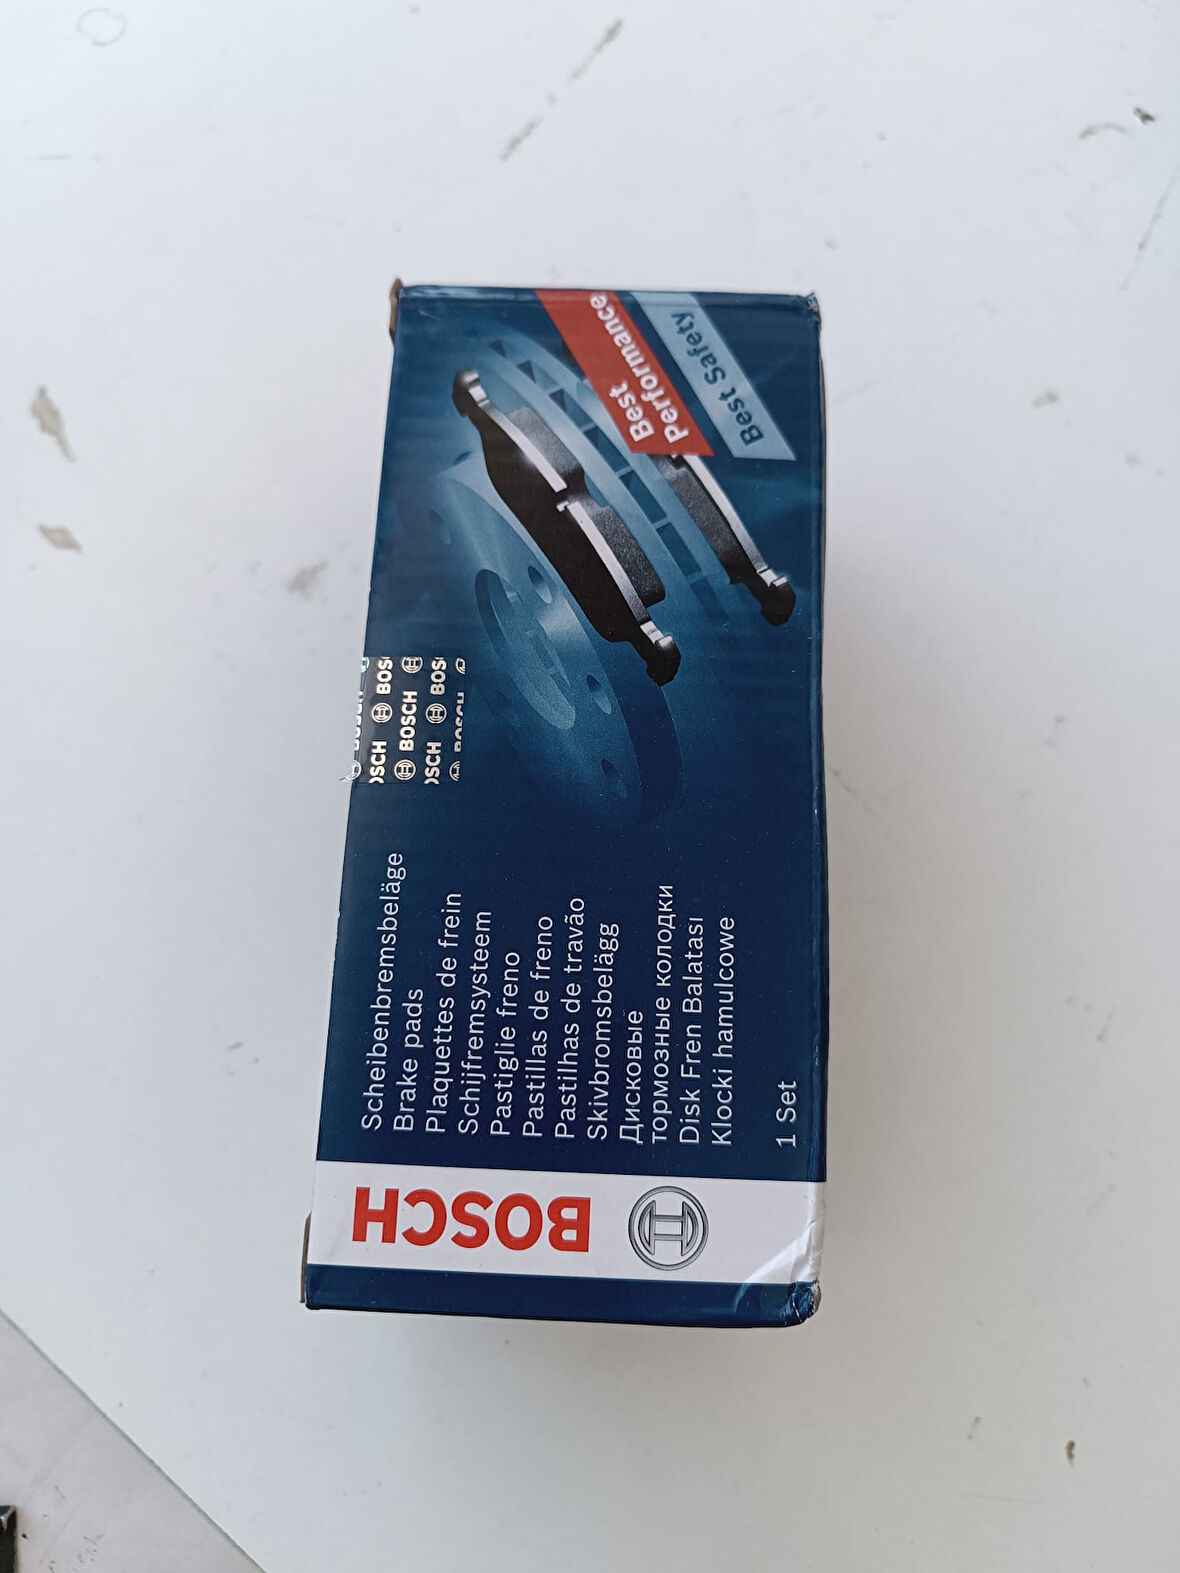 Best
Performance
Best Safety
BOSCH BOSCH
BOSCH
Scheibenbremsbeläge
Brake pads
Plaquettes de frein
Schijfremsysteem
Pastiglie freno
Pastillas de freno
Pastilhas de travão
Skivbromsbelägg
Дисковые
тормозные колодки
Disk Fren Balatası
Klocki hamulcowe
1 Set
BOSCH